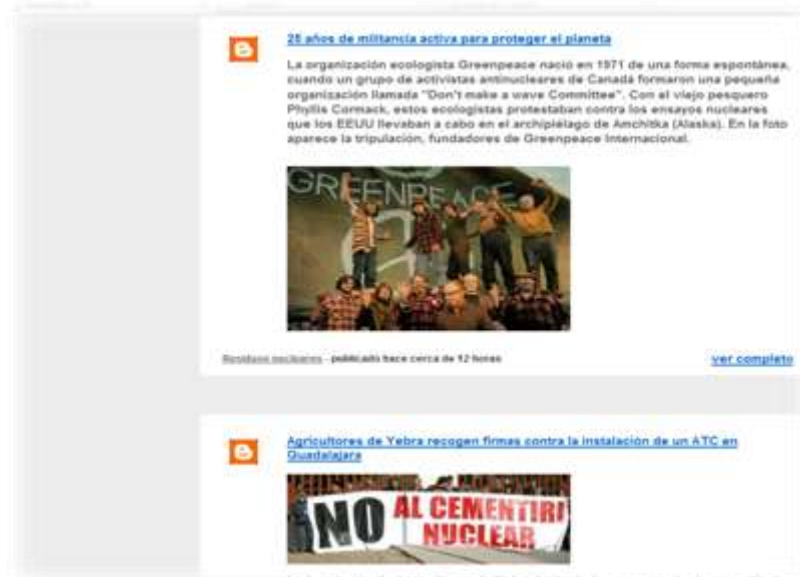 25 años de militancia activa para proteger el planeta
La organización ecologista Greenpeace nació en 1971 de una forma espontánea,
cuando un grupo de activistas antinucleares de Canadá formaron una pequeña
organización llamada "Don't make a wave Committee". Con el viejo pesquero
Phyllis Cormack, estos ecologistas protestaban contra los ensayos nucleares
que los EEUU llevaban a cabo en el archipiélago de Amchitka (Alaska). En la foto
aparece la tripulación, fundadores de Greenpeace Internacional.
GREENPEACE
Residuos nucleares - publicado hace cerca de 12 horas
ver completo
Agricultores de Yebra recogen firmas contra la instalación de un ATC en
Guadalajara
NO AL CEMENTIRI
NUCLEAR